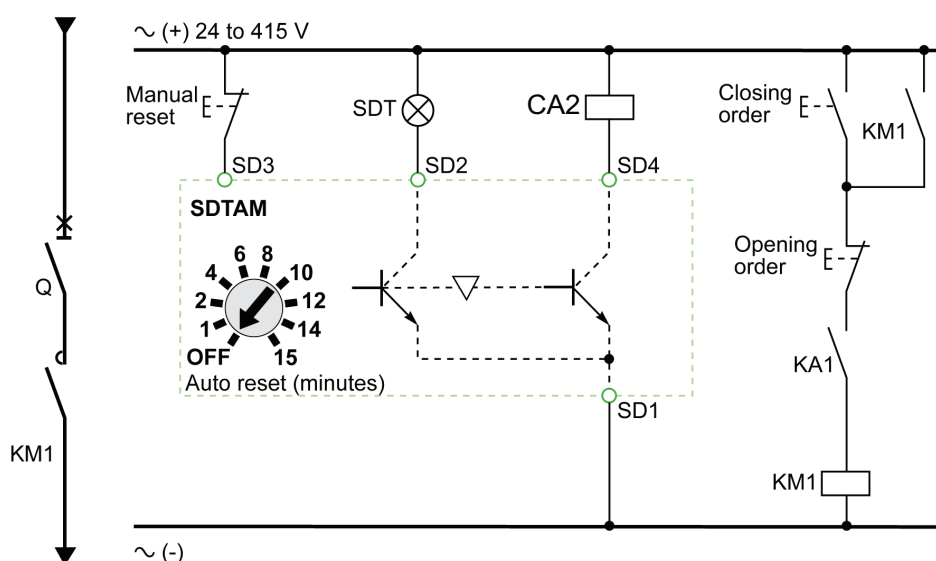 ∿ (+) 24 to 415 V
Manual
reset
SDT
CA2
Closing
order
KM1
SD3
SD2
SD4
SDTAM
Opening
order
Q
6
8
4
10
2
12
1
14
OFF
15
Auto reset (minutes)
SD1
KA1
KM1
KM1
∿ (-)